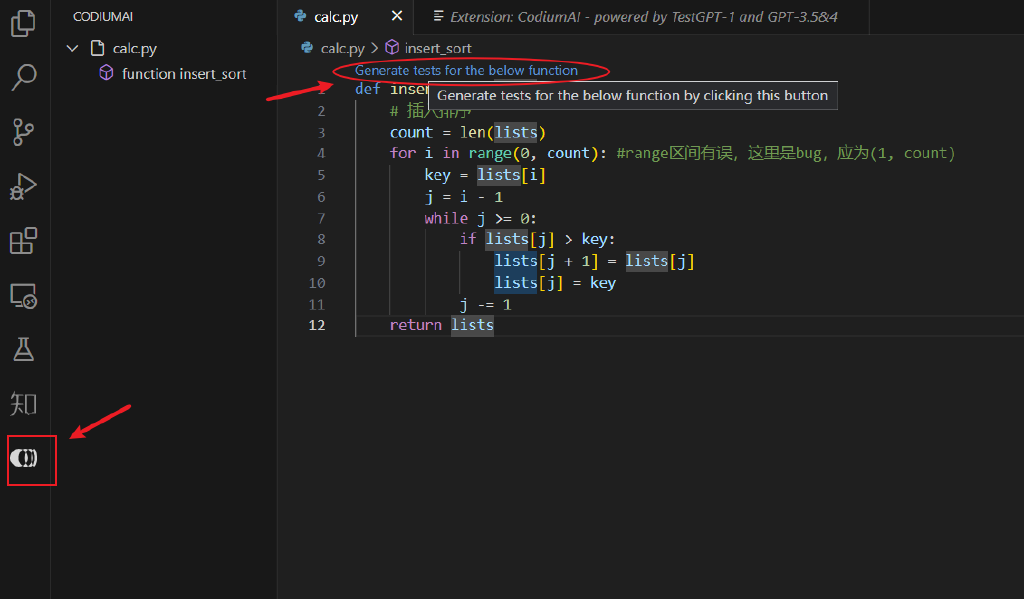 CODIUMAI
calc.py
function insert_sort
calc.py
Extension: CodiumAI - powered by TestGPT-1 and GPT-3.5&4
calc.py > insert_sort
Generate tests for the below function
Generate tests for the below function by clicking this button
1 def inser
2 # 插入排序
3 count = len(lists)
4 for i in range(0, count): #range区间有误, 这里是bug, 应为(1, count)
5 key = lists[i]
6 j = i - 1
7 while j >= 0:
8 if lists[j] > key:
9 lists[j + 1] = lists[j]
10 lists[j] = key
11 j -= 1
12 return lists
知